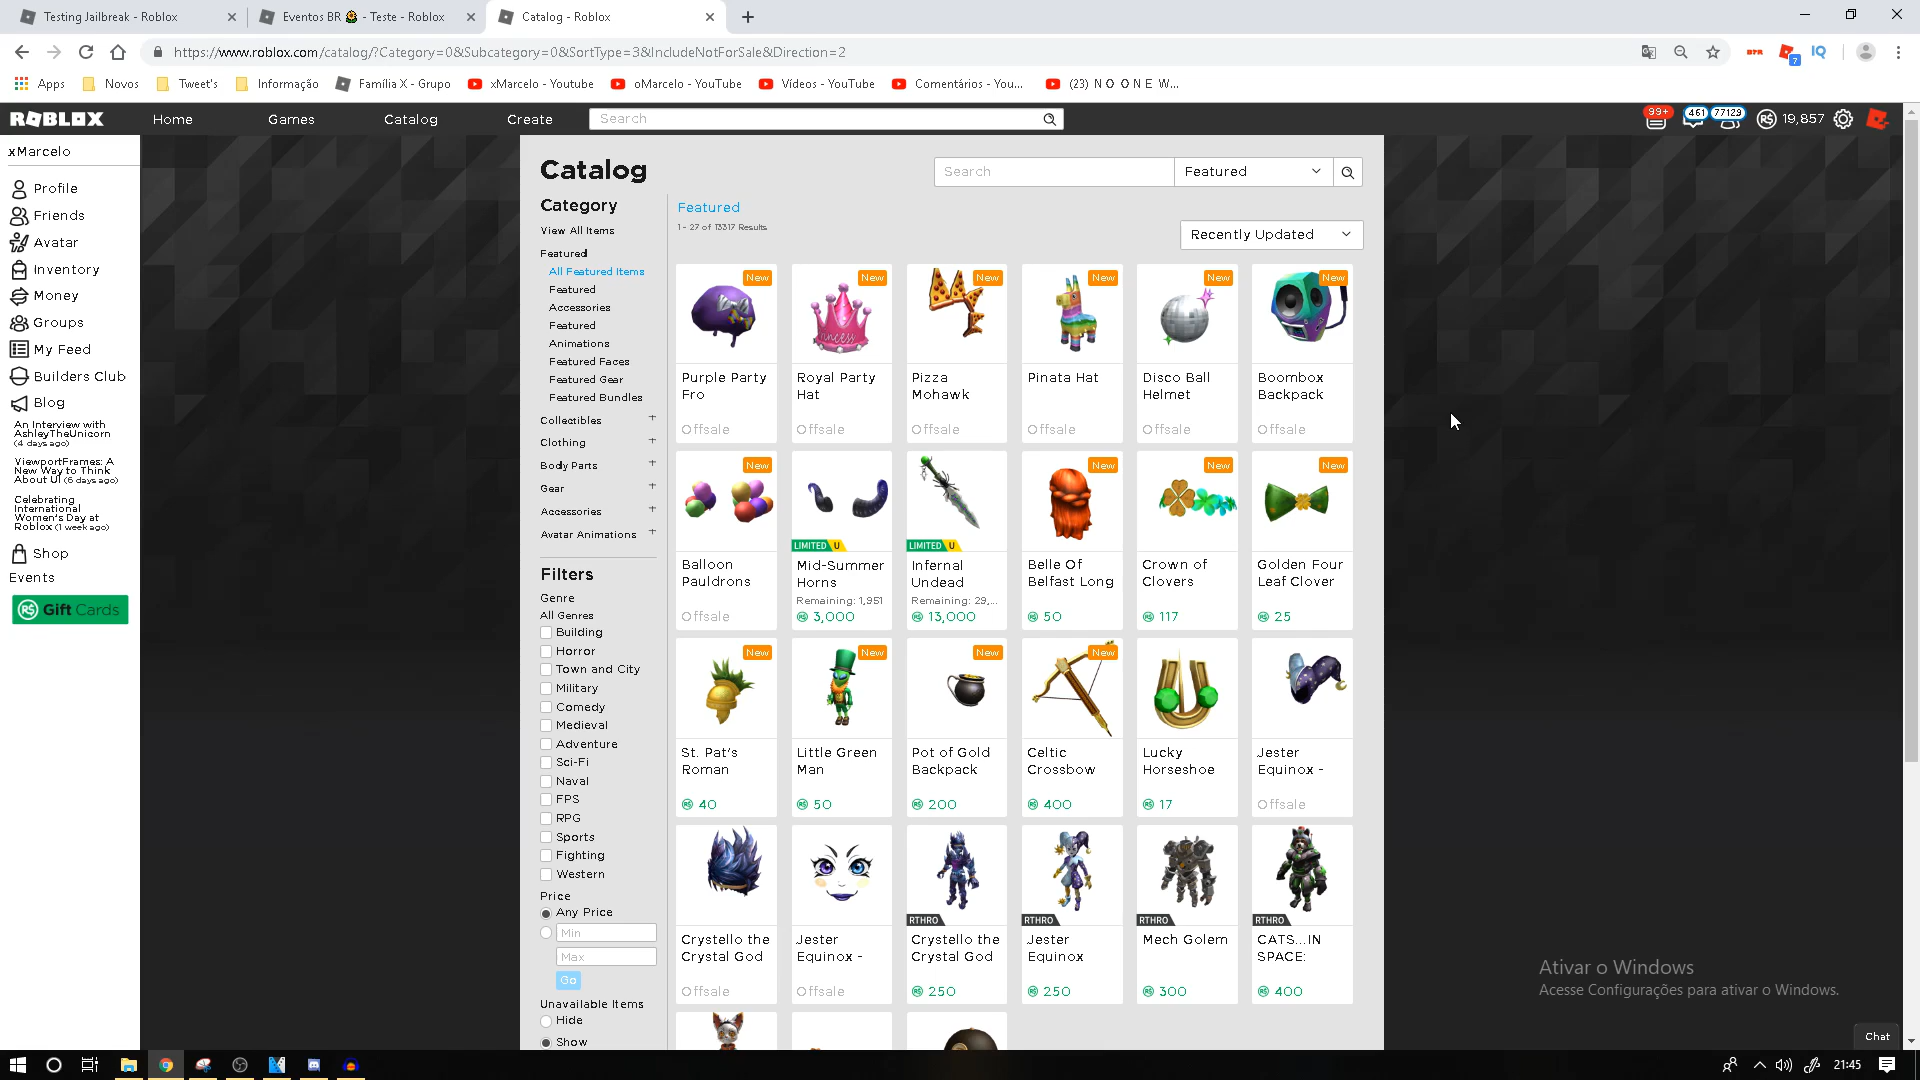 Testing Jailbreak - Roblox
Eventos BR - Teste - Roblox
Catalog - Roblox
https://www.roblox.com/catalog/?Category=0&Subcategory=0&SortType=3&IncludeNotForSale&Direction=2
BTR
7
IQ
Apps
Novos
Tweet's
Informação
Família X - Grupo
xMarcelo - Youtube
oMarcelo - YouTube
Vídeos - YouTube
Comentários - You...
(23) N O O N E W...
ROBLOX
Home
Games
Catalog
Create
Search
99+
461
77129
19,857
xMarcelo
Profile
Friends
Avatar
Inventory
Money
Groups
My Feed
Builders Club
Blog
An Interview with
AshleyTheUnicorn
(4 days ago)
ViewportFrames: A
New Way to Think
About UI (6 days ago)
Celebrating
International
Women's Day at
Roblox (1 week ago)
Shop
Events
Gift Cards
Catalog
Search
Featured
Category
View All Items
Featured
All Featured Items
Featured
Accessories
Featured
Animations
Featured Faces
Featured Gear
Featured Bundles
Collectibles +
Clothing +
Body Parts +
Gear +
Accessories +
Avatar Animations +
Filters
Genre
All Genres
Building
Horror
Town and City
Military
Comedy
Medieval
Adventure
Sci-Fi
Naval
FPS
RPG
Sports
Fighting
Western
Price
Any Price
Min
Max
Go
Unavailable Items
Hide
Show
Featured
1 - 27 of 13317 Results
Recently Updated
New
Purple Party
Fro
Offsale
New
Princess
Royal Party
Hat
Offsale
New
Pizza
Mohawk
Offsale
New
Pinata Hat
Offsale
New
Disco Ball
Helmet
Offsale
New
Boombox
Backpack
Offsale
New
Balloon
Pauldrons
Offsale
LIMITED U
Mid-Summer
Horns
Remaining: 1,951
3,000
LIMITED U
Infernal
Undead
Remaining: 29,...
13,000
New
Belle Of
Belfast Long
50
New
Crown of
Clovers
117
New
Golden Four
Leaf Clover
25
New
St. Pat's
Roman
40
New
Little Green
Man
50
New
Pot of Gold
Backpack
200
New
Celtic
Crossbow
400
Lucky
Horseshoe
17
Jester
Equinox -
Offsale
Crystello the
Crystal God
Offsale
Jester
Equinox -
Offsale
RTHRO
Crystello the
Crystal God
250
RTHRO
Jester
Equinox
250
RTHRO
Mech Golem
300
RTHRO
CATS...IN
SPACE:
400
Ativar o Windows
Acesse Configurações para ativar o Windows.
Chat
21:45